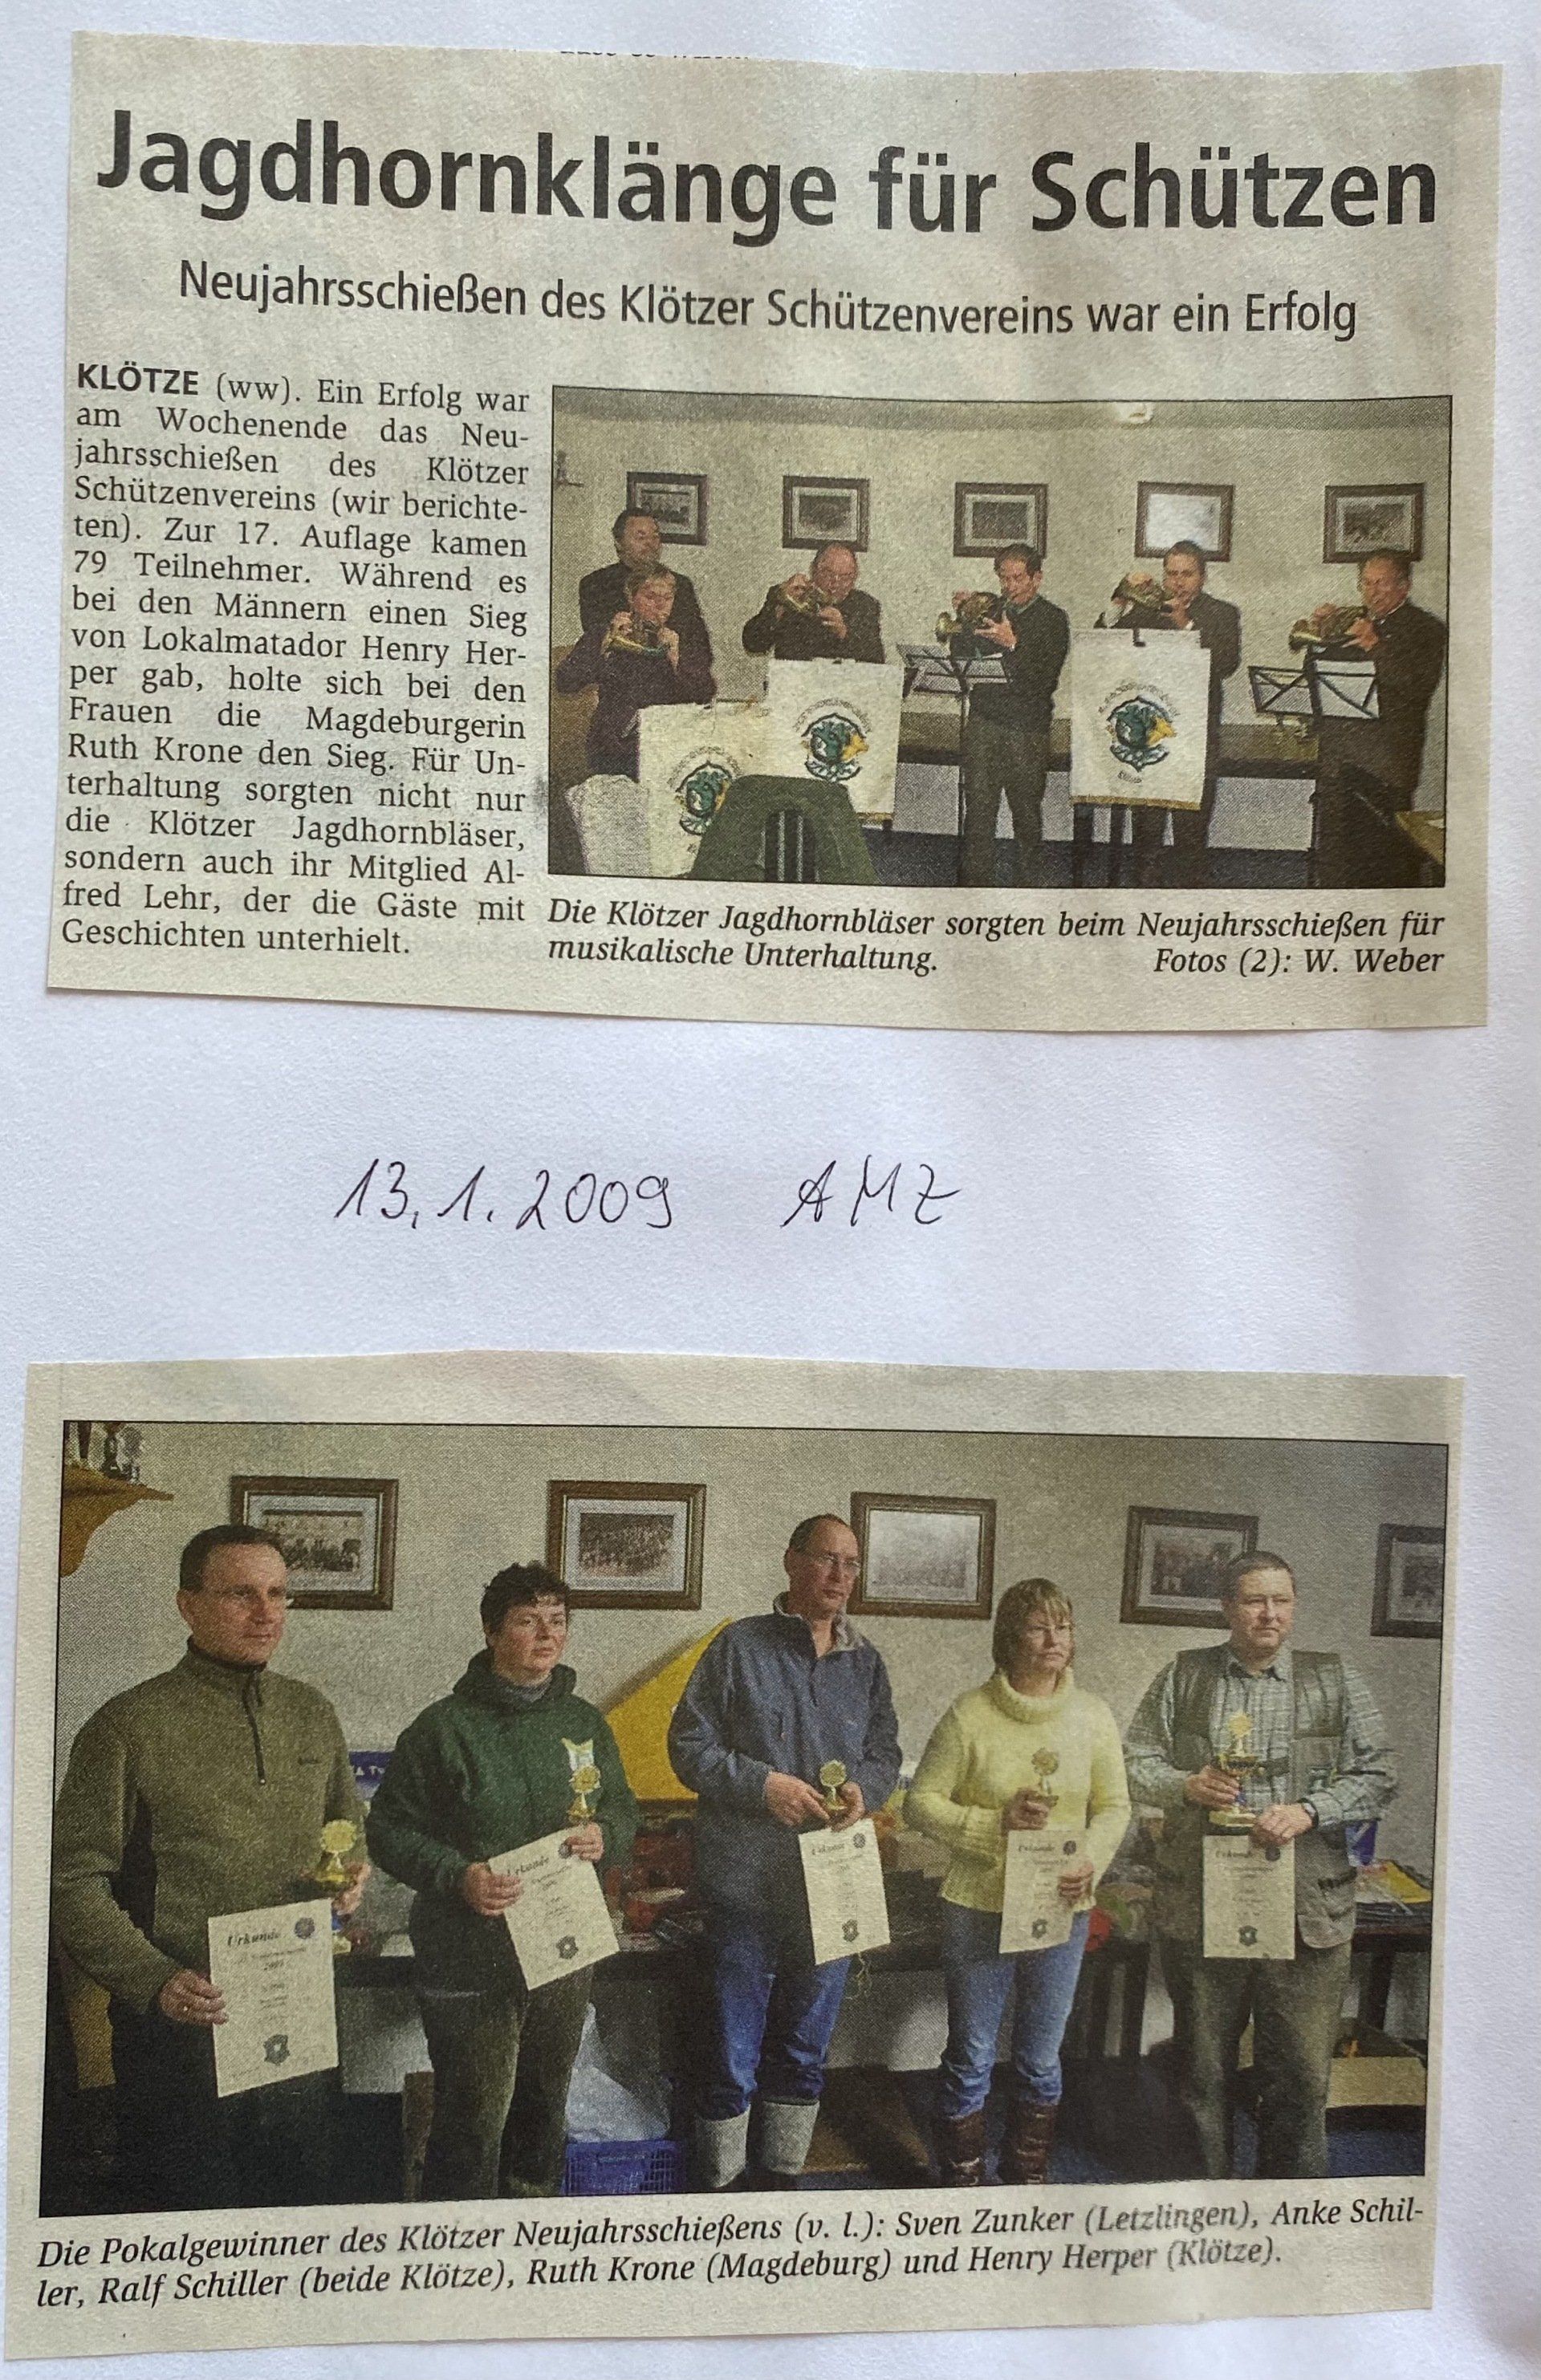 Jagdhornklänge für Schützen
Neujahrsschießen des Klötzer Schützenvereins war ein Erfolg
KLÖTZE (ww). Ein Erfolg war
am Wochenende das Neu-
jahrsschießen des Klötzer
Schützenvereins (wir berichte-
ten). Zur 17. Auflage kamen
79 Teilnehmer. Während es
bei den Männern einen Sieg
von Lokalmatador Henry Her-
per gab, holte sich bei den
Frauen die Magdeburgerin
Ruth Krone den Sieg. Für Un-
terhaltung sorgten nicht nur
die Klötzer Jagdhornbläser,
sondern auch ihr Mitglied Al-
fred Lehr, der die Gäste mit
Geschichten unterhielt.
Die Klötzer Jagdhornbläser sorgten beim Neujahrsschießen für
musikalische Unterhaltung. Fotos (2): W. Weber
13.1.2009 AMZ
Urkunde
Urkunde
Urkunde
Urkunde
Urkunde
Die Pokalgewinner des Klötzer Neujahrsschießens (v. l.): Sven Zunker (Letzlingen), Anke Schil-
ler, Ralf Schiller (beide Klötze), Ruth Krone (Magdeburg) und Henry Herper (Klötze).